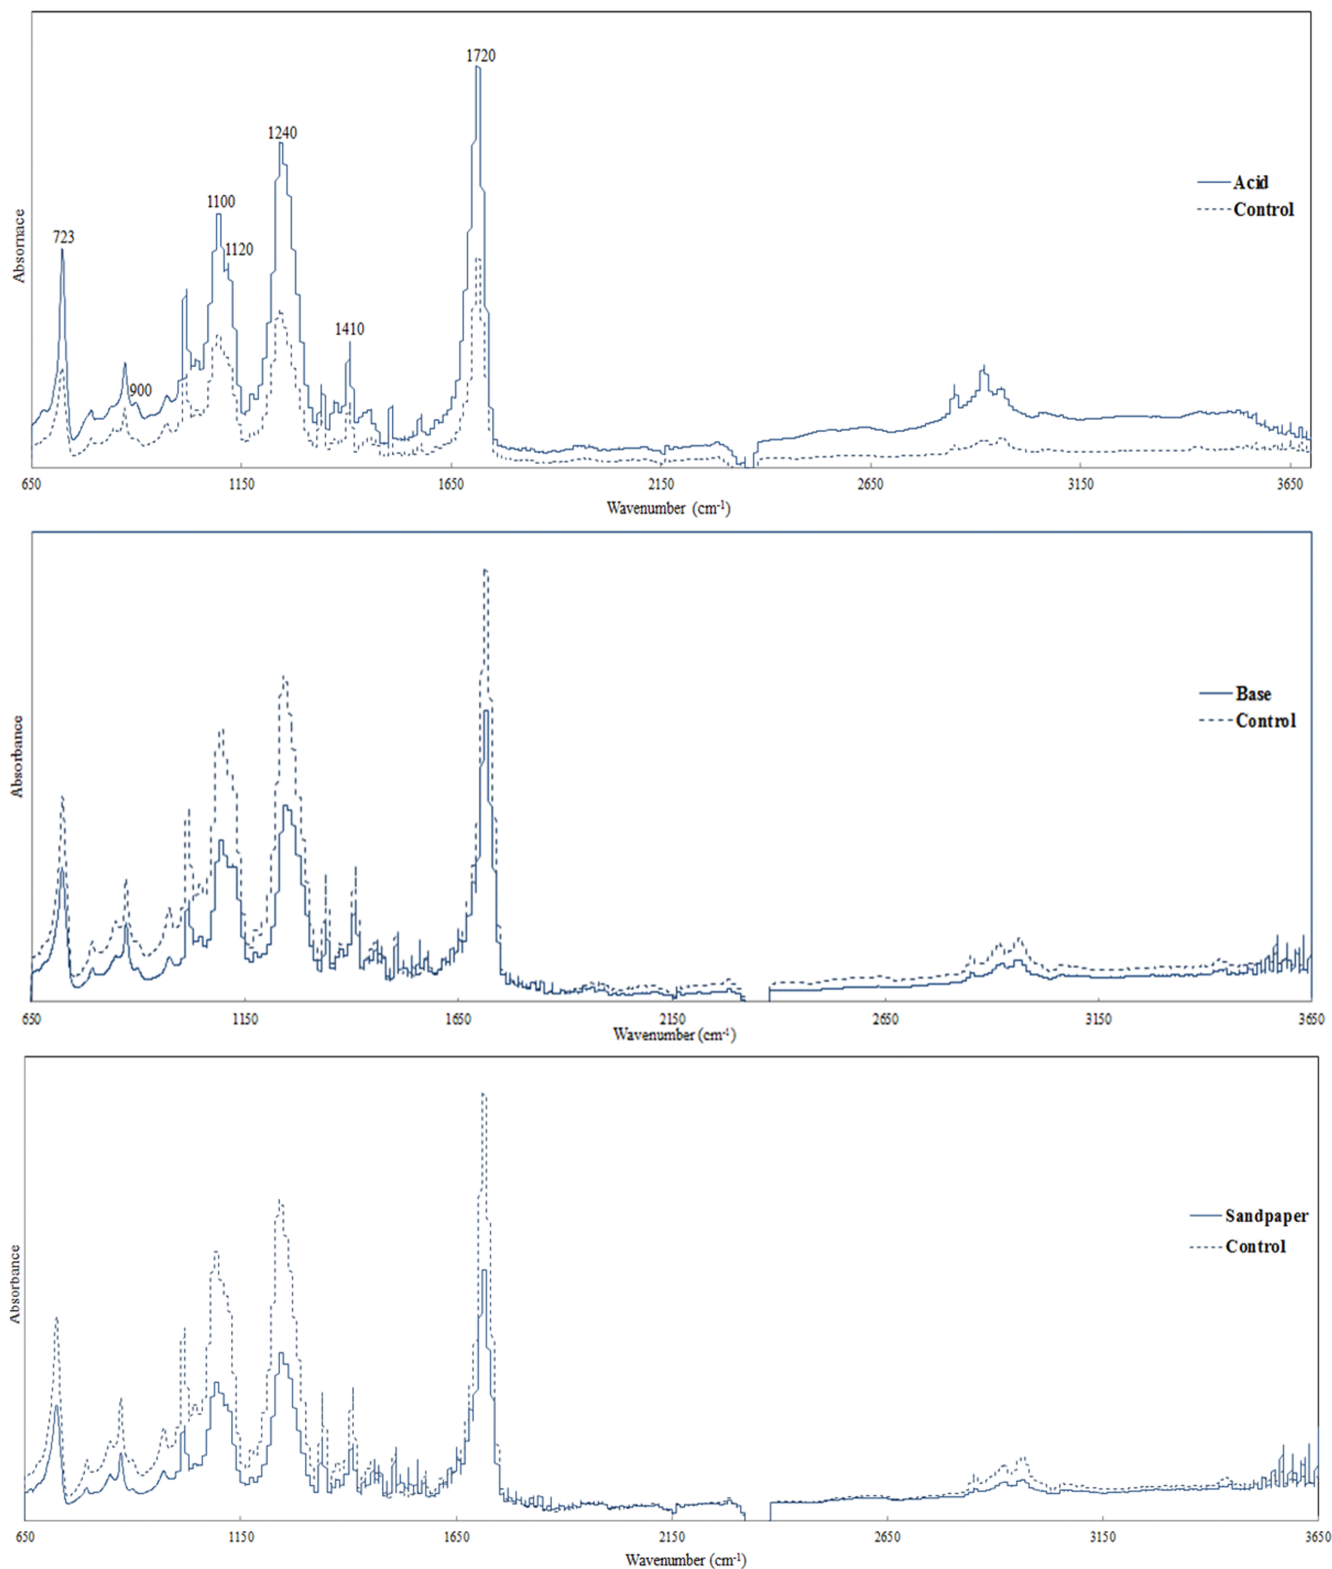 1720
1240
1100
1120
723
1410
900
Acid
Control
Absornace
650 1150 1650 2150 2650 3150 3650
Wavenumber (cm-1)
Base
Control
Absorbance
650 1150 1650 2150 2650 3150 3650
Wavenumber (cm-1)
Sandpaper
Control
Absorbance
650 1150 1650 2150 2650 3150 3650
Wavenumber (cm-1)